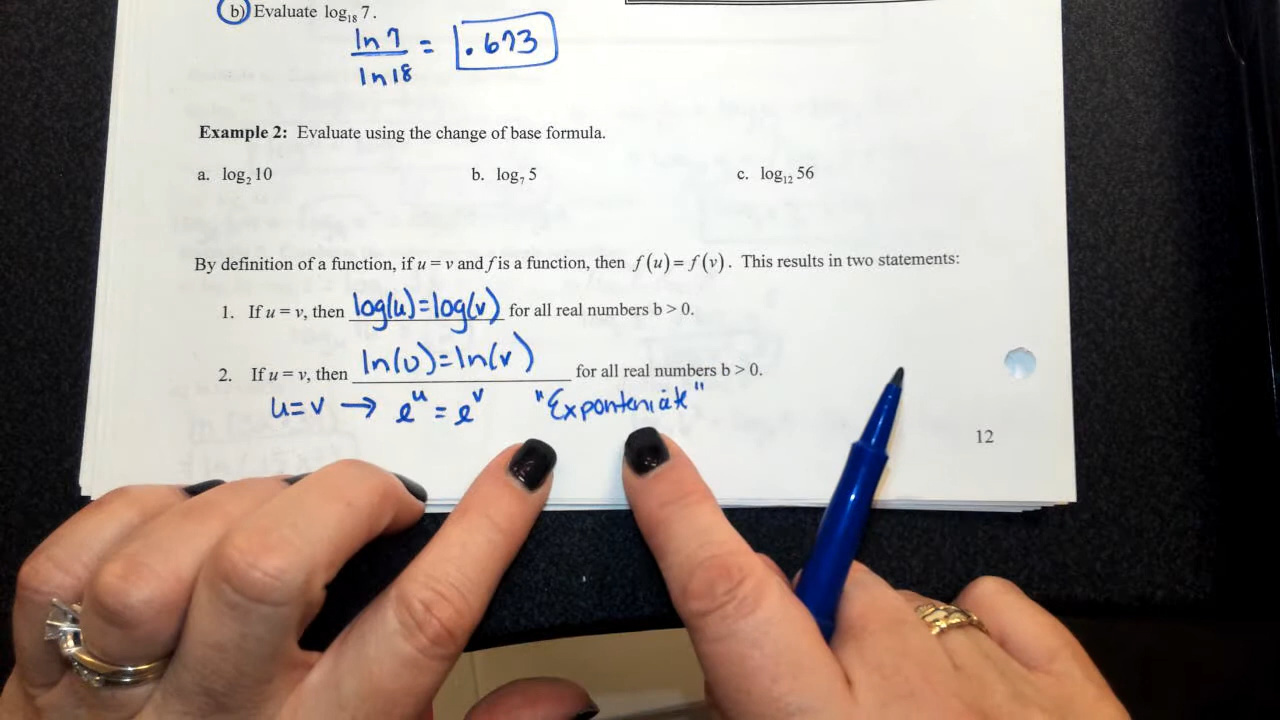 b) Evaluate log₁₈ 7.
ln 7 / ln 18 = .673
Example 2: Evaluate using the change of base formula.
a. log₂ 10 b. log₇ 5 c. log₁₂ 56
By definition of a function, if u = v and f is a function, then f(u) = f(v). This results in two statements:
1. If u = v, then log(u)=log(v) for all real numbers b > 0.
2. If u = v, then ln(u)=ln(v) for all real numbers b > 0.
u=v → eᵘ = eᵛ "Exponteniate"
12